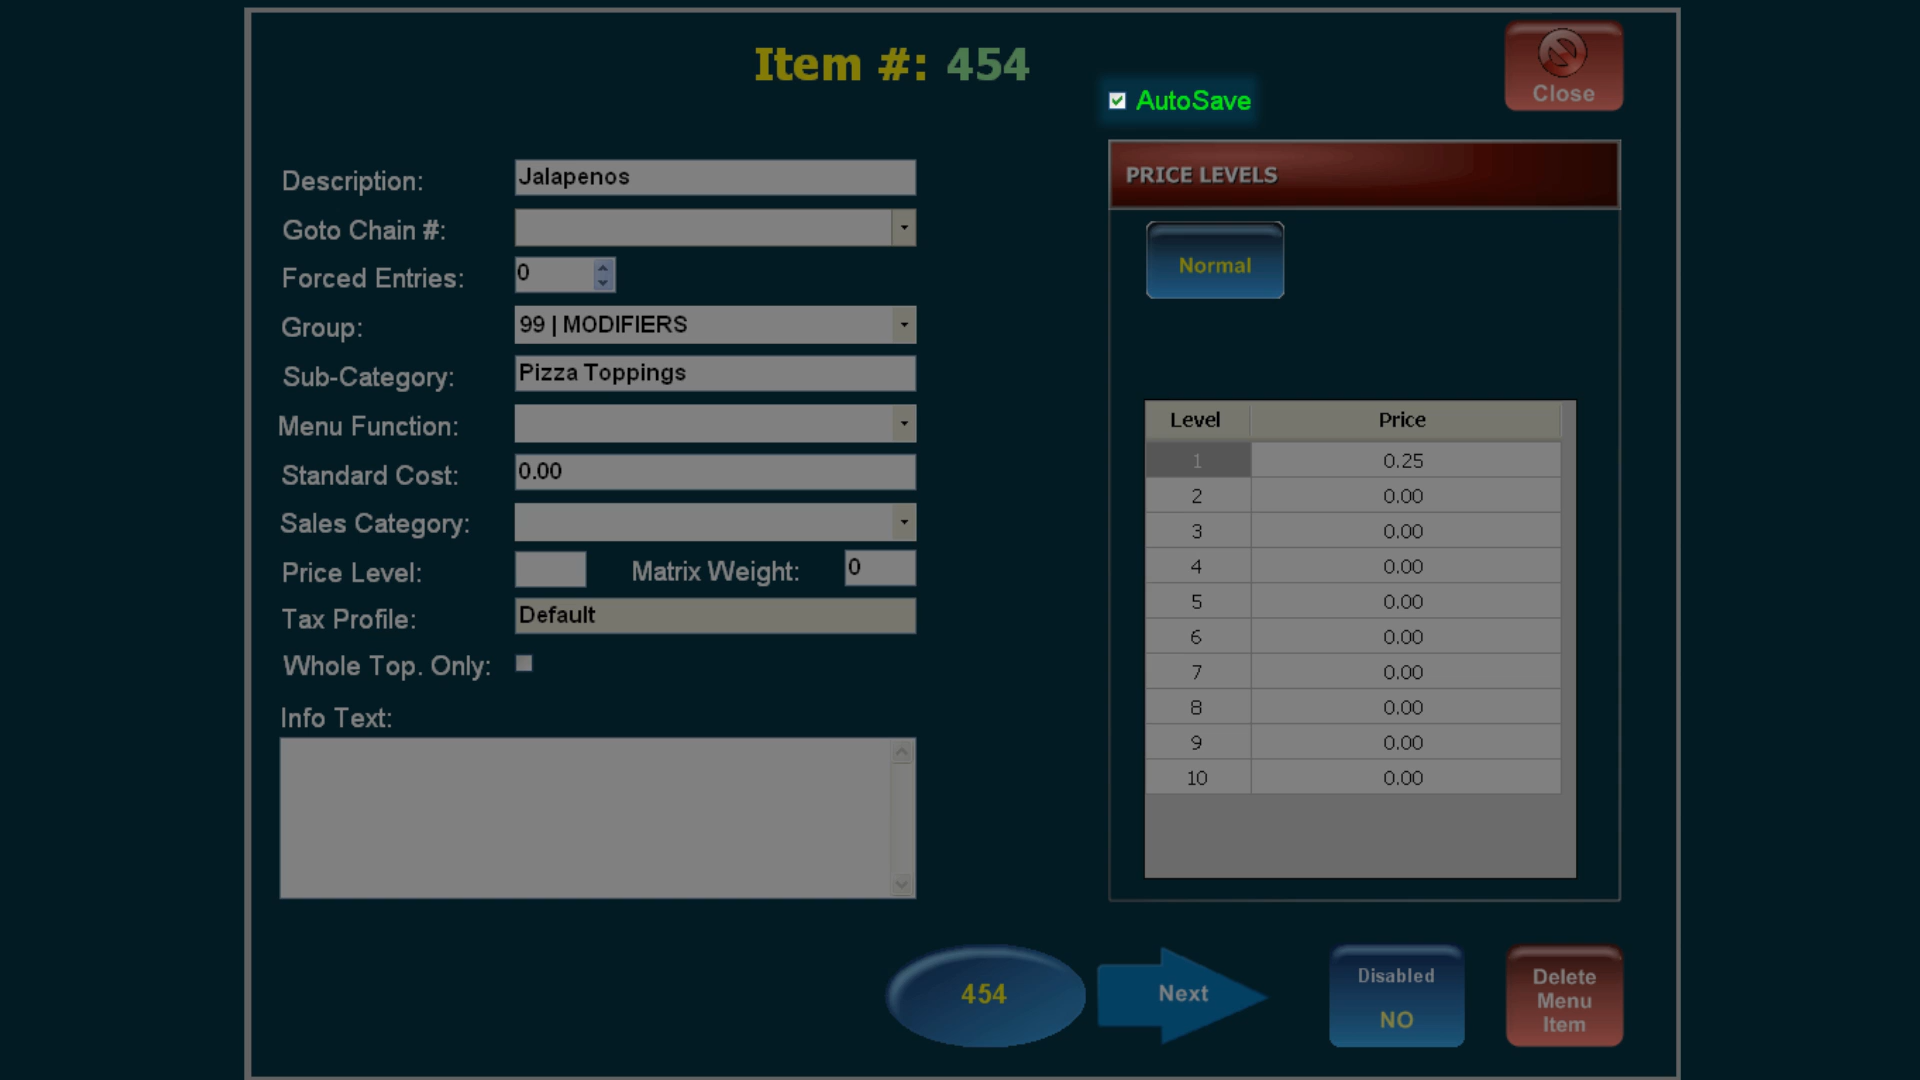 Item #: 454
Close
AutoSave
Description: Jalapenos
Goto Chain #:
Forced Entries: 0
Group: 99 | MODIFIERS
Sub-Category: Pizza Toppings
Menu Function:
Standard Cost: 0.00
Sales Category:
Price Level: Matrix Weight: 0
Tax Profile: Default
Whole Top. Only:
Info Text:
PRICE LEVELS
Normal
Level Price
1 0.25
2 0.00
3 0.00
4 0.00
5 0.00
6 0.00
7 0.00
8 0.00
9 0.00
10 0.00
454
Next
Disabled
NO
Delete
Menu
Item